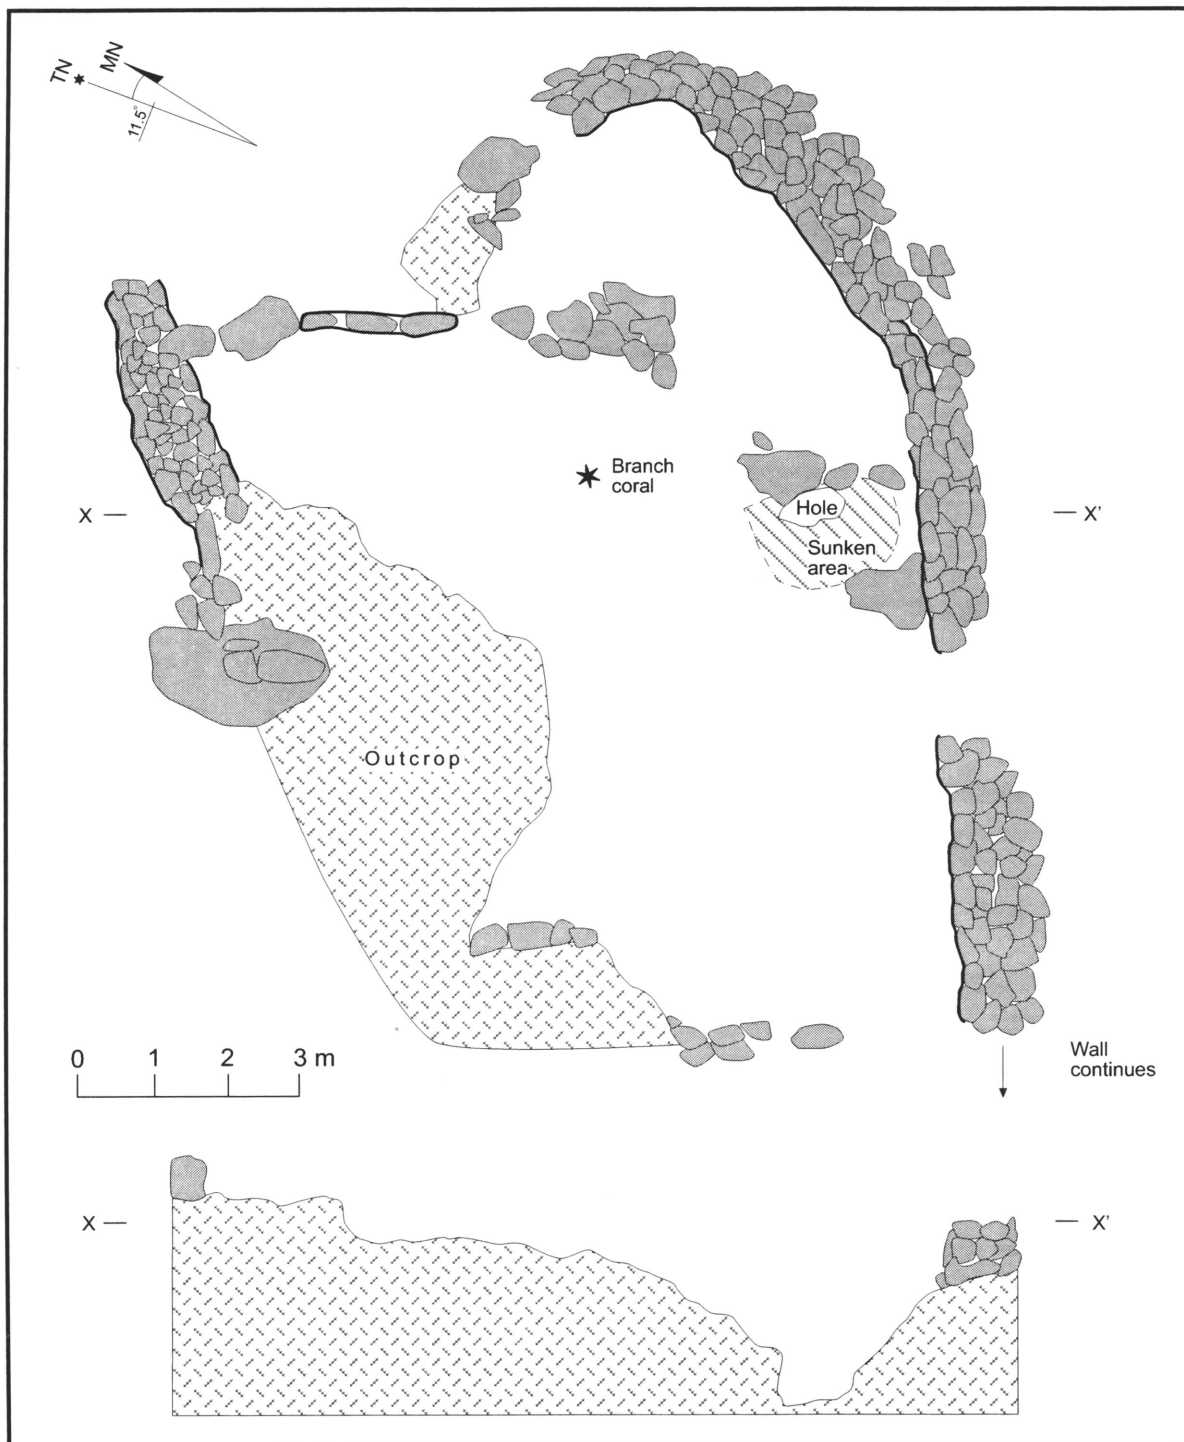 TN
MN
11.5°
Branch
coral
X
Hole
X'
Sunken
area
Outcrop
0 1 2 3 m
Wall
continues
X
X'